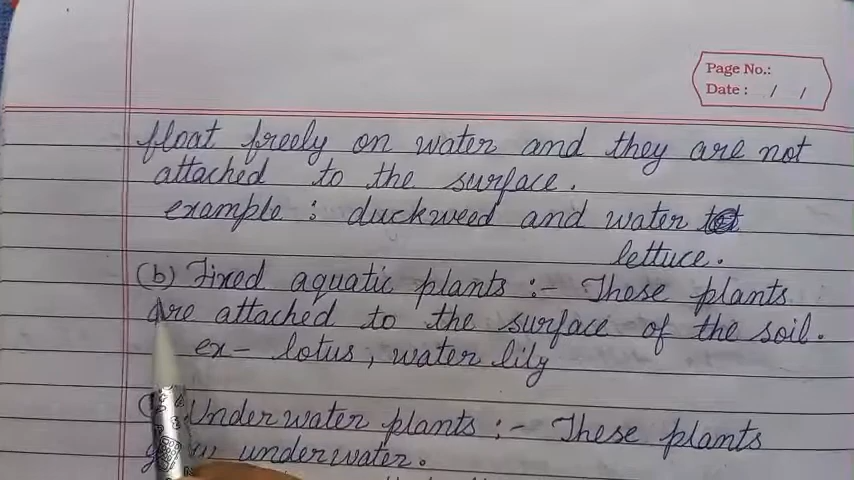 Page No.:
Date: / /
float freely on water and they are not
attached to the surface.
example : duckweed and water
lettuce.
(b) Fixed aquatic plants :- These plants
are attached to the surface of the soil.
ex- lotus, water lily
Underwater plants :- These plants
underwater.